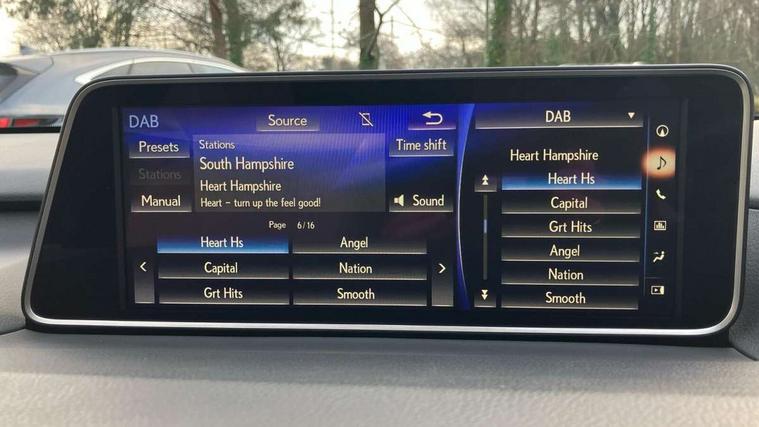 DAB
Source
Presets
Stations
Manual
Stations
South Hampshire
Heart Hampshire
Heart – turn up the feel good!
Time shift
Sound
Page 6/16
Heart Hs
Angel
Capital
Nation
Grt Hits
Smooth
DAB
Heart Hampshire
Heart Hs
Capital
Grt Hits
Angel
Nation
Smooth